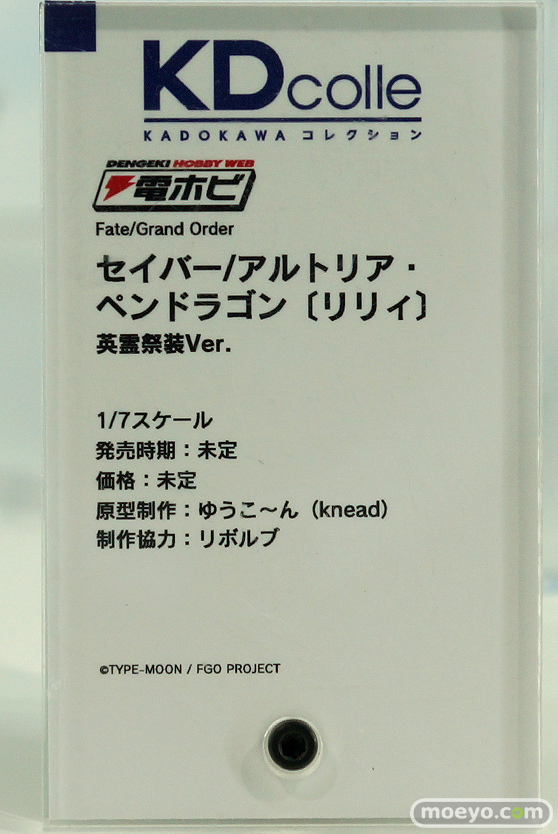 KDcolle
KADOKAWA コレクション
DENGEKI HOBBY WEB
電ホビ
Fate/Grand Order
セイバー/アルトリア・
ペンドラゴン〔リリィ〕
英霊祭装Ver.
1/7スケール
発売時期：未定
価格：未定
原型制作：ゆうこ〜ん（knead）
制作協力：リボルブ
©TYPE-MOON / FGO PROJECT
moeyo.com